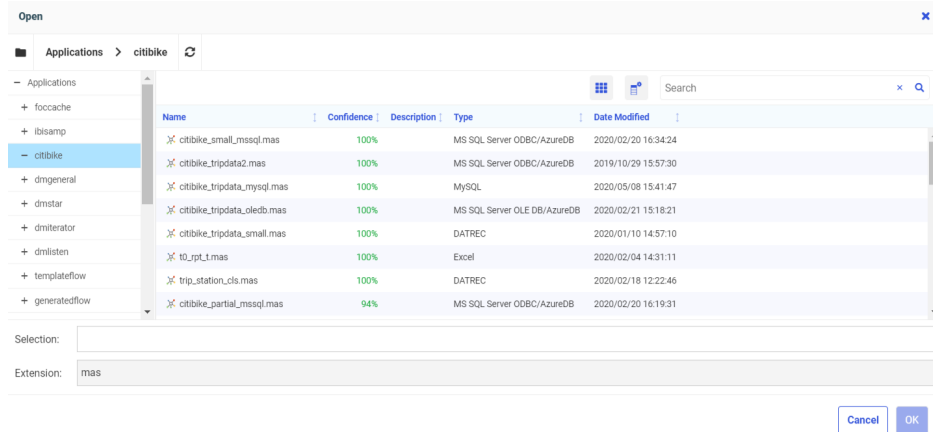 Open
Applications > citibike
Applications
foccache
ibisamp
citibike
dmgeneral
dmstar
dmiterator
dmlisten
templateflow
generatedflow
Search
Name Confidence Description Type Date Modified
citibike_small_mssql.mas 100% MS SQL Server ODBC/AzureDB 2020/02/20 16:34:24
citibike_tripdata2.mas 100% MS SQL Server ODBC/AzureDB 2019/10/29 15:57:30
citibike_tripdata_mysql.mas 100% MySQL 2020/05/08 15:41:47
citibike_tripdata_oledb.mas 100% MS SQL Server OLE DB/AzureDB 2020/02/21 15:18:21
citibike_tripdata_small.mas 100% DATREC 2020/01/10 14:57:10
t0_rpt_t.mas 100% Excel 2020/02/04 14:31:11
trip_station_cls.mas 100% DATREC 2020/02/18 12:22:46
citibike_partial_mssql.mas 94% MS SQL Server ODBC/AzureDB 2020/02/20 16:19:31
Selection:
Extension: mas
Cancel OK